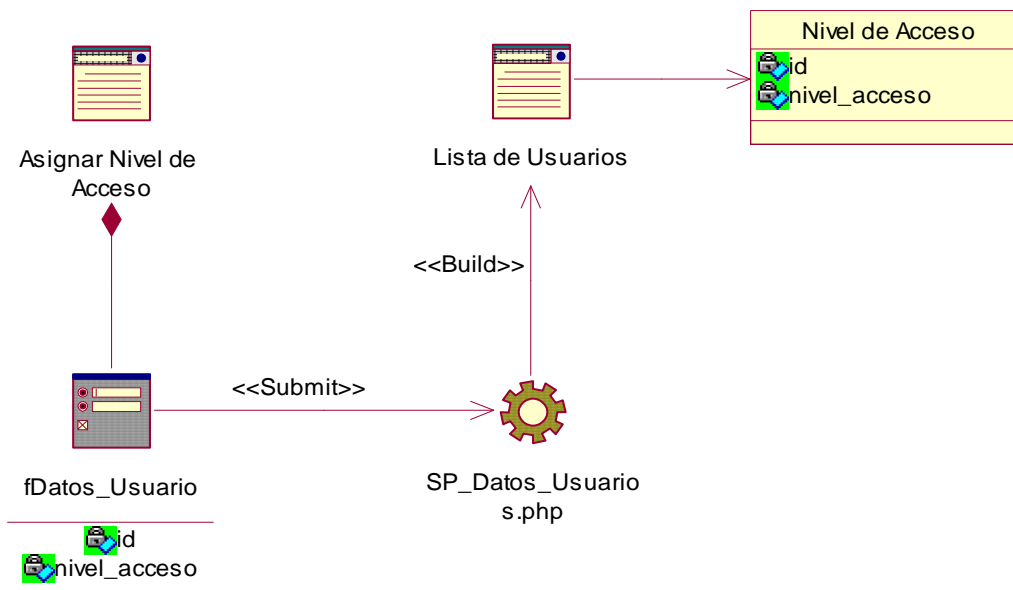 Nivel de Acceso
id
nivel_acceso
Asignar Nivel de
Acceso
Lista de Usuarios
<<Build>>
<<Submit>>
fDatos_Usuario
id
nivel_acceso
SP_Datos_Usuario
s.php